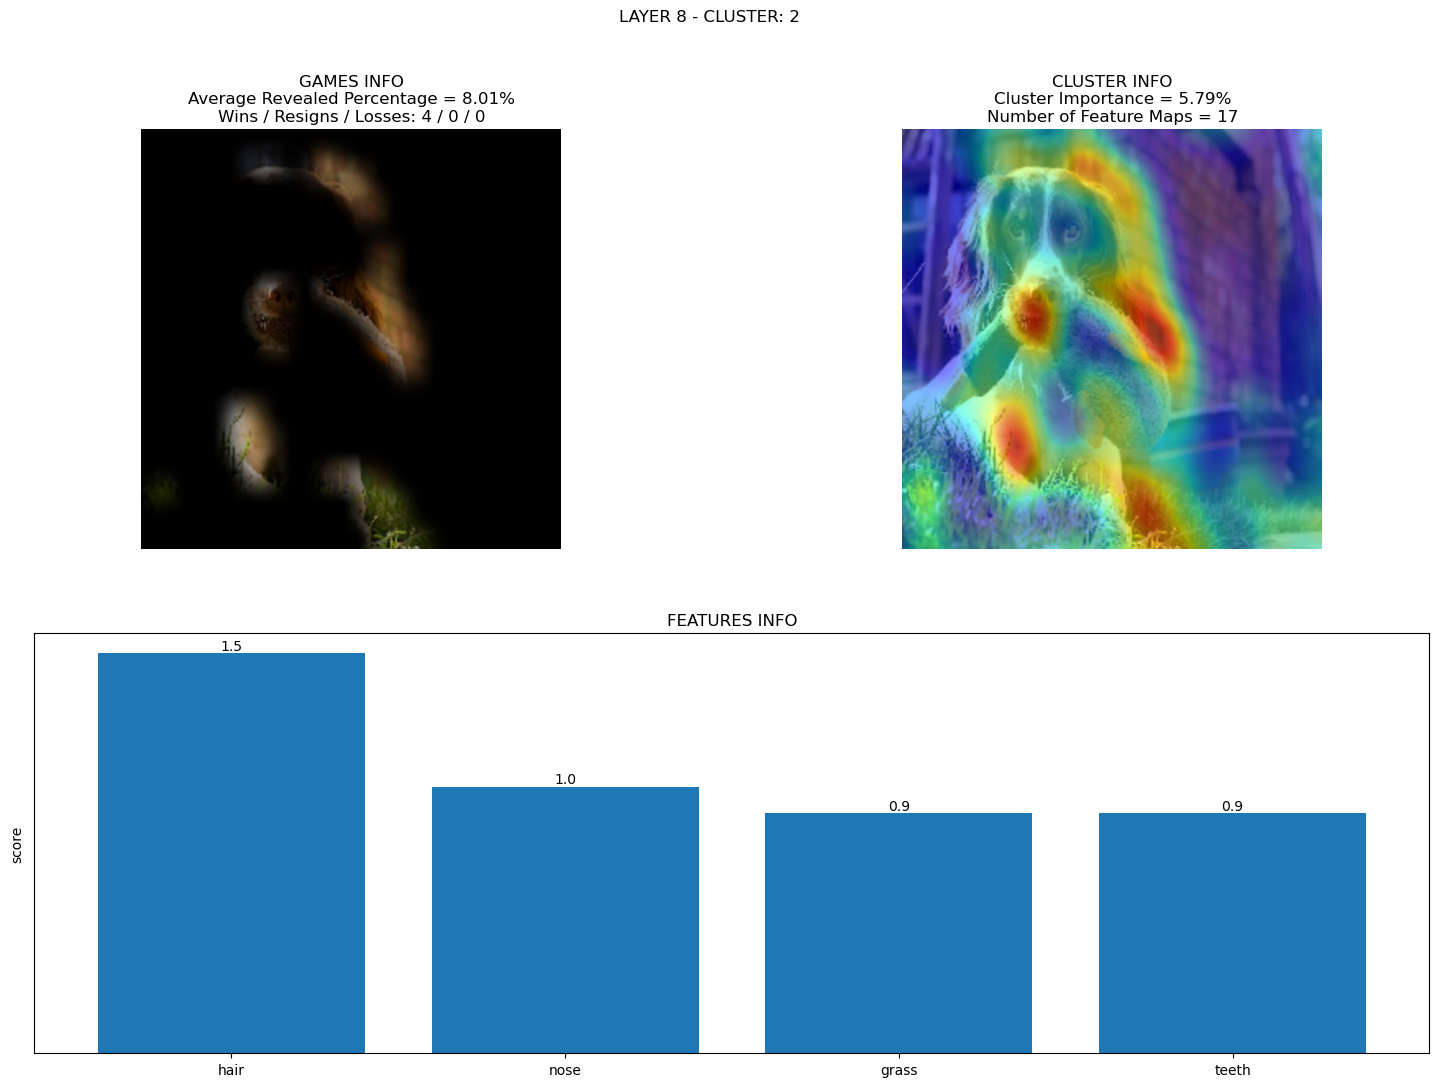 LAYER 8 - CLUSTER: 2
GAMES INFO
Average Revealed Percentage = 8.01%
Wins / Resigns / Losses: 4 / 0 / 0
CLUSTER INFO
Cluster Importance = 5.79%
Number of Feature Maps = 17
FEATURES INFO
score
1.5
1.0
0.9
0.9
hair
nose
grass
teeth